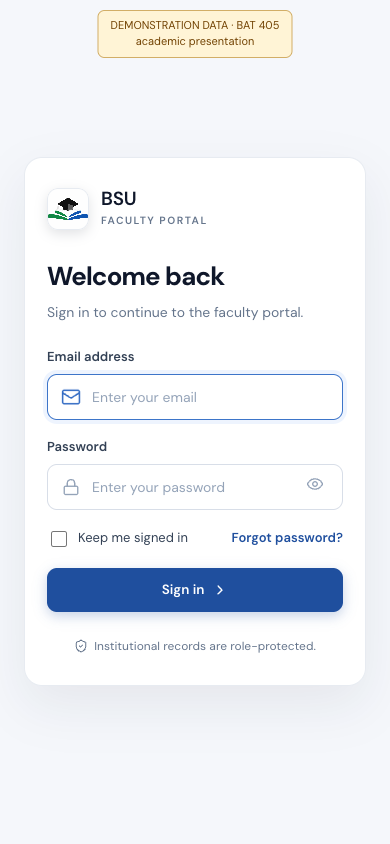 DEMONSTRATION DATA · BAT 405
academic presentation
BSU
FACULTY PORTAL
Welcome back
Sign in to continue to the faculty portal.
Email address
Enter your email
Password
Enter your password
Keep me signed in
Forgot password?
Sign in
Institutional records are role-protected.